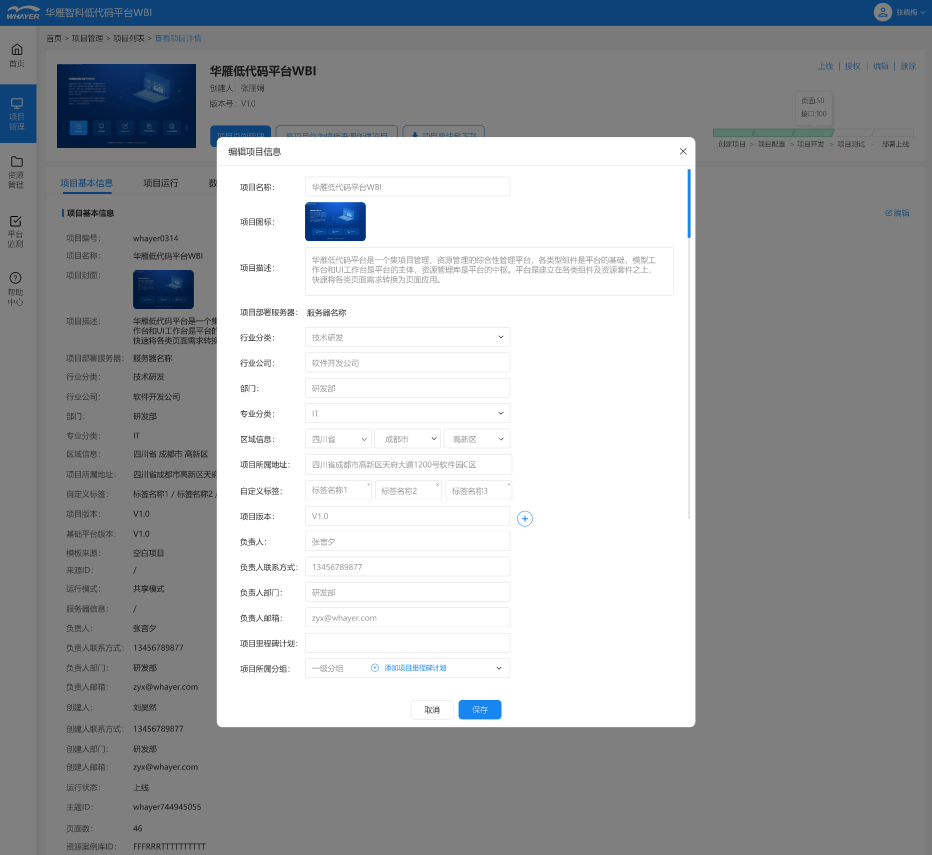 WHAYER 华雁智科低代码平台WBI
张晓梅
首页 > 项目管理 > 项目列表 > 查看项目详情
首页
项目管理
资源管理
平台监测
帮助中心
华雁低代码平台WBI
创建人：张丽娟
版本号：V1.0
上线 | 授权 | 编辑 | 删除
页面:50
接口:100
创建项目 > 项目配置 > 项目开发 > 项目测试 > 部署上线
项目基本信息 项目运行 数
项目基本信息
编辑
项目编号： whayer0314
项目名称： 华雁低代码平台WBI
项目封面：
项目描述： 华雁低代码平台是一个集
作台和UI工作台是平台的
快速将各类页面需求转换
项目部署服务器： 服务器名称
行业分类： 技术研发
行业公司： 软件开发公司
部门： 研发部
专业分类： IT
区域信息： 四川省 成都市 高新区
项目所属地址： 四川省成都市高新区天府
自定义标签： 标签名称1 / 标签名称2 /
项目版本： V1.0
基础平台版本： V1.0
模板来源： 空白项目
来源ID： /
运行模式： 共享模式
服务器信息： /
负责人： 张言夕
负责人联系方式： 13456789877
负责人部门： 研发部
负责人邮箱： zyx@whayer.com
创建人： 刘昊然
创建人联系方式： 13456789877
创建人部门： 研发部
创建人邮箱： zyx@whayer.com
运行状态： 上线
主题ID： whayer744945055
页面数： 46
资源案例库ID： FFFRRRTTTTTTTTTT
编辑项目信息
项目名称： 华雁低代码平台WBI
项目图标：
项目描述： 华雁低代码平台是一个集项目管理、资源管理的综合性管理平台，各类型组件是平台的基础，模型工
作台和UI工作台是平台的主体，资源管理库是平台的中枢。平台是建立在各类组件及资源套件之上，
快速将各类页面需求转换为页面应用。
项目部署服务器： 服务器名称
行业分类： 技术研发
行业公司： 软件开发公司
部门： 研发部
专业分类： IT
区域信息： 四川省 成都市 高新区
项目所属地址： 四川省成都市高新区天府大道1200号软件园C区
自定义标签： 标签名称1 标签名称2 标签名称3
项目版本： V1.0
负责人： 张言夕
负责人联系方式： 13456789877
负责人部门： 研发部
负责人邮箱： zyx@whayer.com
项目里程碑计划：
项目所属分组： 一级分组 添加项目里程碑计划
取消 保存